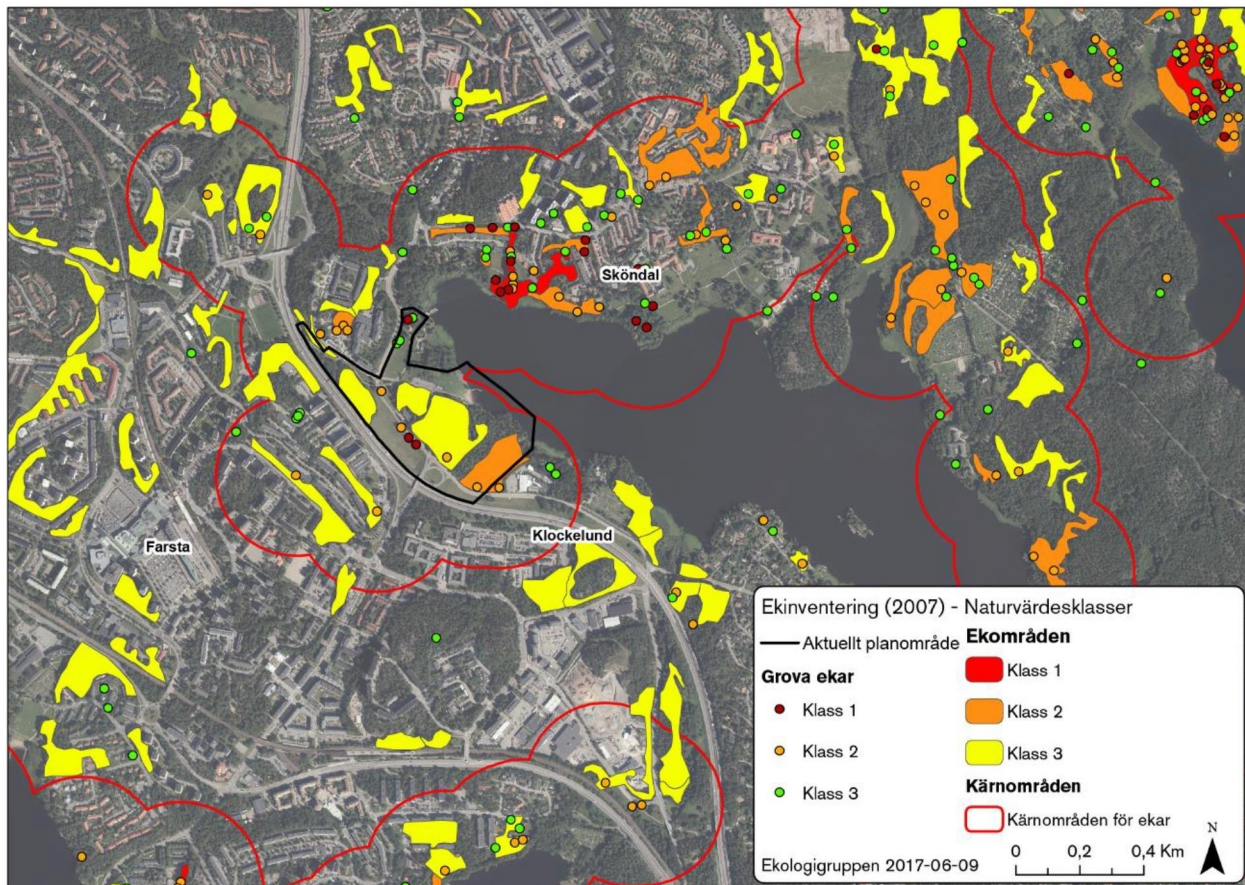 Sköndal
Farsta
Klockelund
Ekinventering (2007) - Naturvärdesklasser
Aktuellt planområde
Grova ekar
Klass 1
Klass 2
Klass 3
Ekområden
Klass 1
Klass 2
Klass 3
Kärnområden
Kärnområden för ekar
Ekologigruppen 2017-06-09
N
0 0,2 0,4 Km